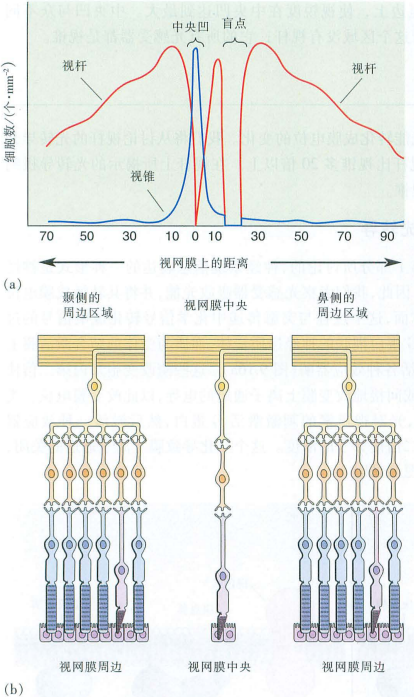 中央凹 盲点
视杆 视杆
细胞数/(个·mm⁻²)
视锥
70 50 30 10 0 10 30 50 70 90
视网膜上的距离
(a)
颞侧的 视网膜中央 鼻侧的
周边区域 周边区域
视网膜周边 视网膜中央 视网膜周边
(b)